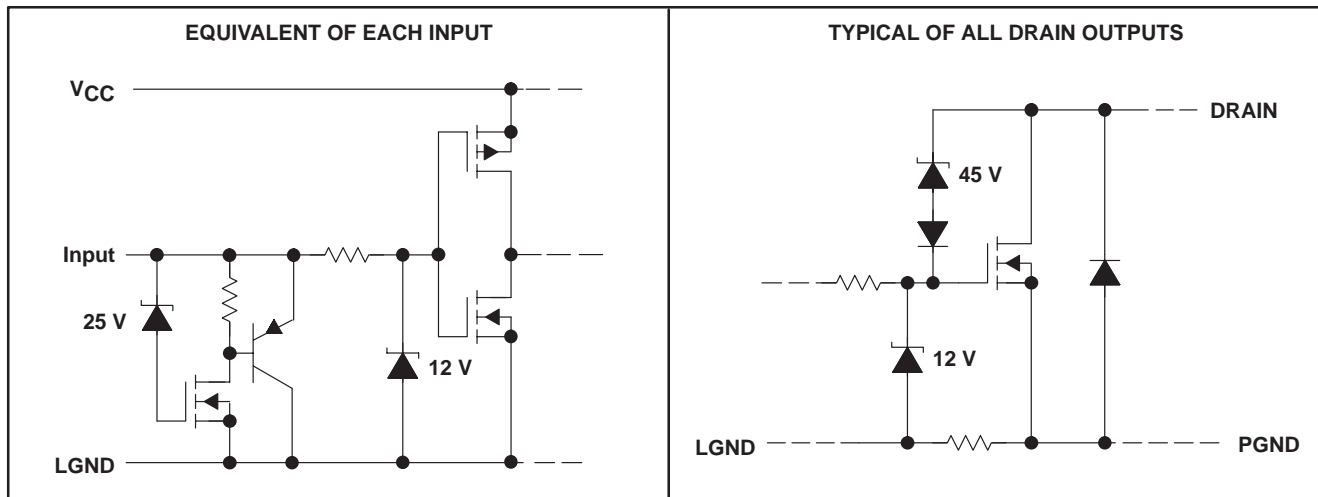 EQUIVALENT OF EACH INPUT
VCC
Input
25 V
12 V
LGND
TYPICAL OF ALL DRAIN OUTPUTS
DRAIN
45 V
12 V
LGND
PGND